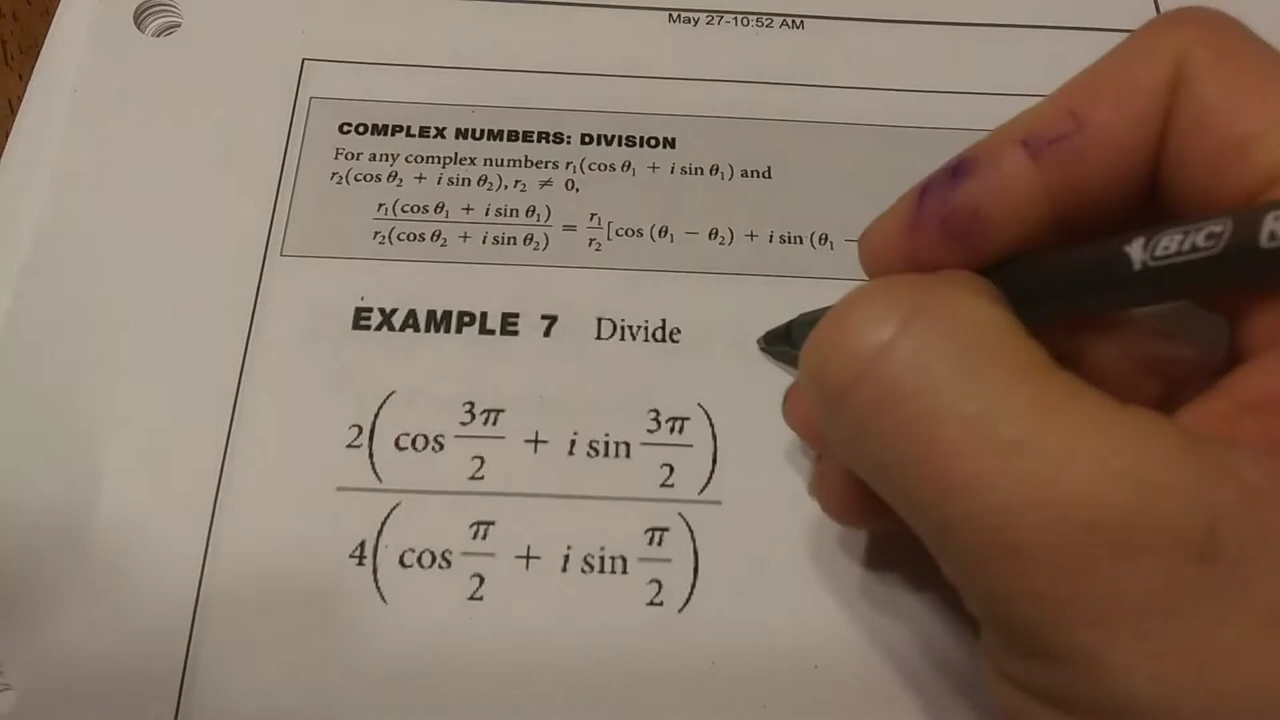 May 27-10:52 AM
COMPLEX NUMBERS: DIVISION
For any complex numbers r₁(cos θ₁ + i sin θ₁) and
r₂(cos θ₂ + i sin θ₂), r₂ ≠ 0,
r₁(cos θ₁ + i sin θ₁) / r₂(cos θ₂ + i sin θ₂) = r₁/r₂ [cos (θ₁ − θ₂) + i sin (θ₁ −
BIC
EXAMPLE 7 Divide
2(cos 3π/2 + i sin 3π/2)
4(cos π/2 + i sin π/2)